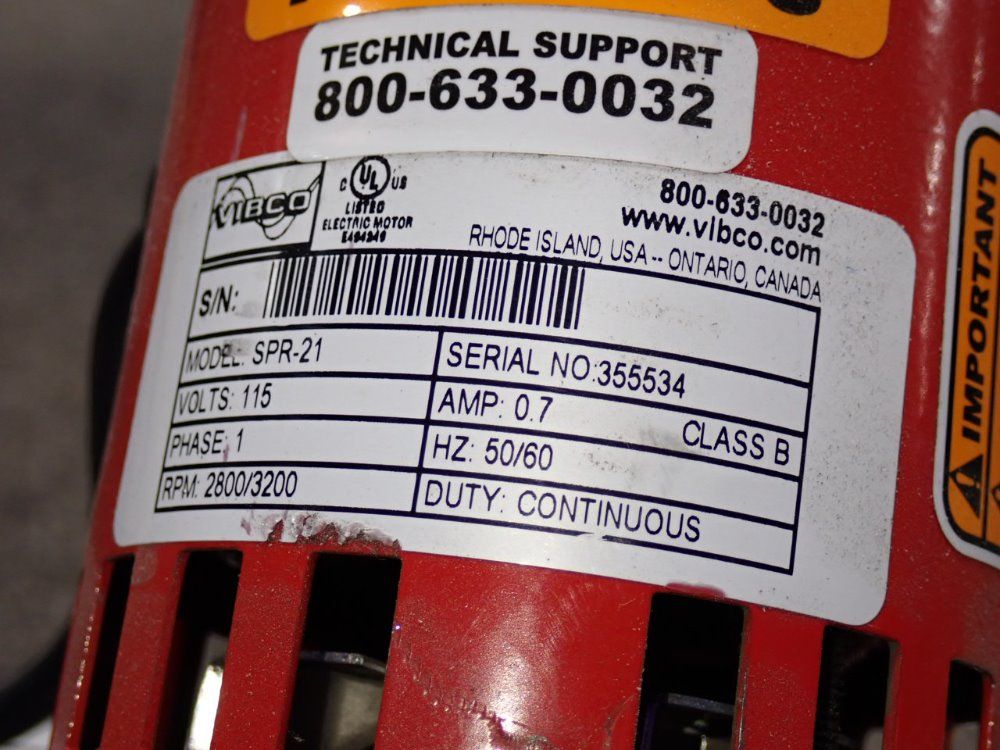 TECHNICAL SUPPORT
800-633-0032
VIBCO
C UL US
LISTED
ELECTRIC MOTOR
800-633-0032
www.vibco.com
RHODE ISLAND, USA -- ONTARIO, CANADA
S/N:
MODEL: SPR-21
SERIAL NO:355534
VOLTS: 115
AMP: 0.7
CLASS B
PHASE: 1
HZ: 50/60
RPM: 2800/3200
DUTY: CONTINUOUS
IMPORTANT